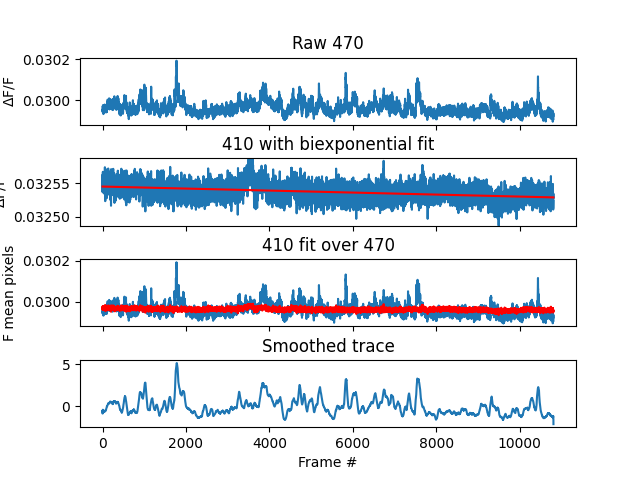 Raw 470
ΔF/F
0.0302
0.0300
410 with biexponential fit
ΔF/F
0.03255
0.03250
410 fit over 470
F mean pixels
0.0302
0.0300
Smoothed trace
5
0
0 2000 4000 6000 8000 10000
Frame #